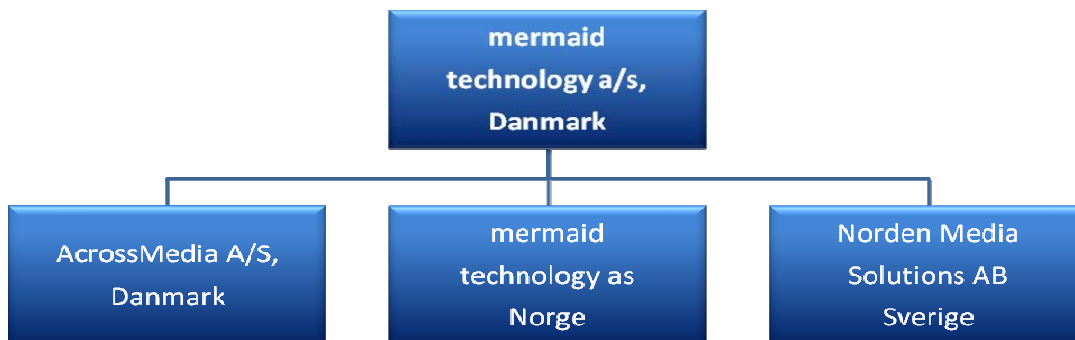 mermaid
technology a/s,
Danmark
AcrossMedia A/S,
Danmark
mermaid
technology as
Norge
Norden Media
Solutions AB
Sverige